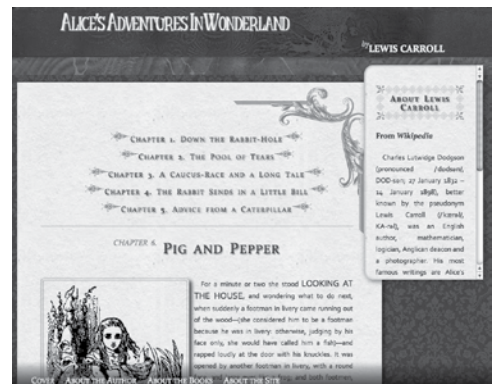 ALICE'S ADVENTURES IN WONDERLAND
by LEWIS CARROLL
CHAPTER 1. DOWN THE RABBIT-HOLE
CHAPTER 2. THE POOL OF TEARS
CHAPTER 3. A CAUCUS-RACE AND A LONG TALE
CHAPTER 4. THE RABBIT SENDS IN A LITTLE BILL
CHAPTER 5. ADVICE FROM A CATERPILLAR
CHAPTER 6. PIG AND PEPPER
For a minute or two she stood LOOKING AT
THE HOUSE, and wondering what to do next,
when suddenly a footman in livery came running out
of the wood—(she considered him to be a footman
because he was in livery: otherwise, judging by his
face only, she would have called him a fish)—and
rapped loudly at the door with his knuckles. It was
opened by another footman in livery, with a round
and both footmen,
ABOUT LEWIS
CARROLL
From Wikipedia
Charles Lutwidge Dodgson
(pronounced
DOD-sən; 27 January 1832 –
14 January 1898), better
known by the pseudonym
Lewis Carroll
was an English
author, mathematician,
logician, Anglican deacon and
a photographer. His most
famous writings are Alice's
COVER ABOUT THE AUTHOR ABOUT THE BOOKS ABOUT THE SITE